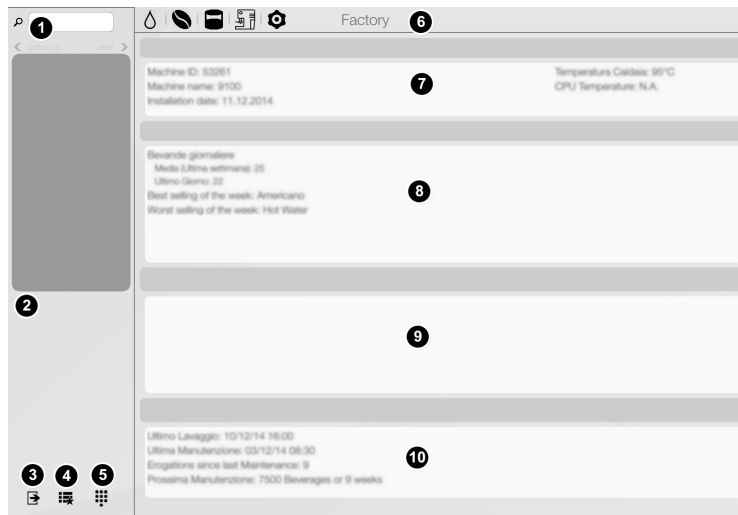 1
6
Factory
previous next
Machine ID: 53261
Machine name: 9100
Installation date: 11.12.2014
Temperatura Caldaia: 95°C
CPU Temperature: N.A.
7
Bevande giornaliere
Media (Ultima settimana): 25
Ultimo Giorno: 22
Best selling of the week: Americano
Worst selling of the week: Hot Water
8
2
9
Ultimo Lavaggio: 10/12/14 16:00
Ultima Manutenzione: 03/12/14 08:30
Erogations since last Maintenance: 9
Prossima Manutenzione: 7500 Beverages or 9 weeks
10
3 4 5